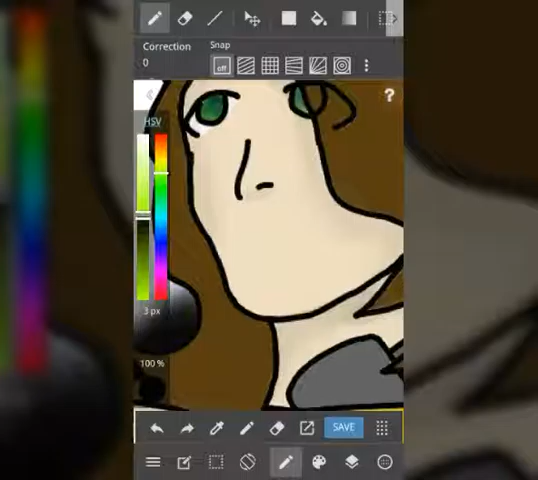 Correction
Snap
0
off
?
HSV
3 px
100 %
SAVE